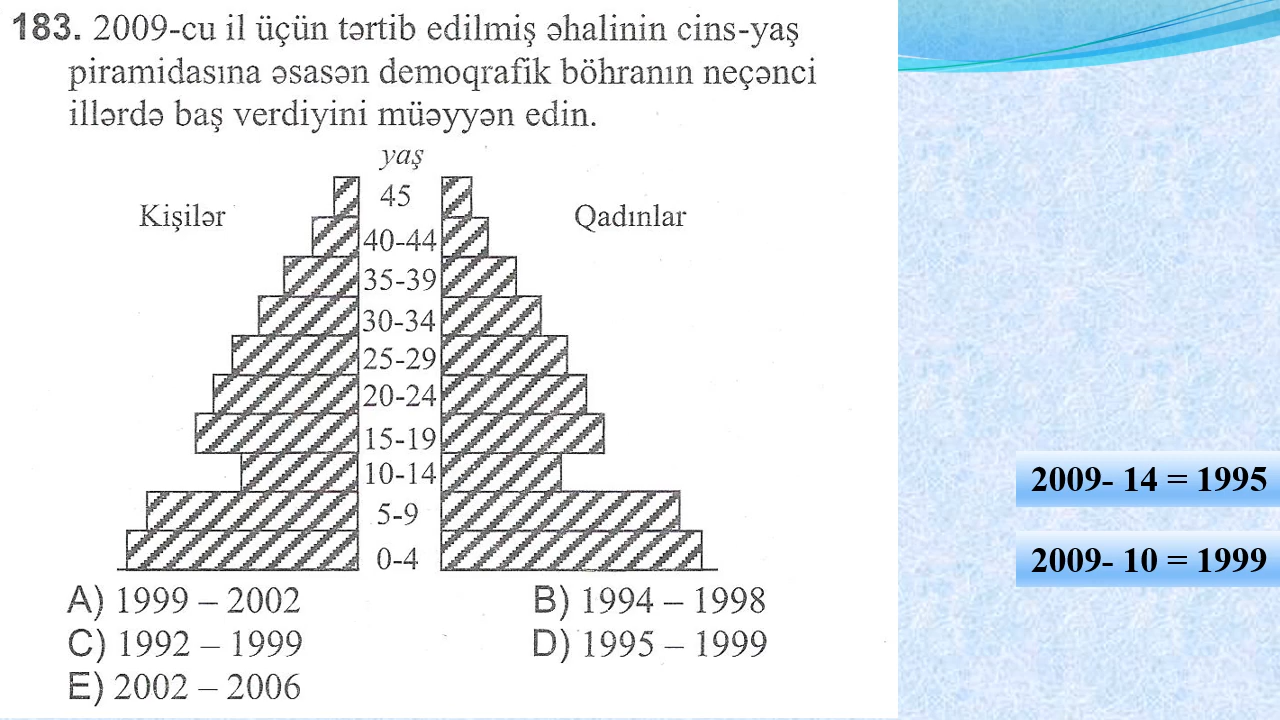 183. 2009-cu il üçün tərtib edilmiş əhalinin cins-yaş
piramidasına əsasən demoqrafik böhranın neçənci
illərdə baş verdiyini müəyyən edin.
yaş
45
Kişilər
Qadınlar
40-44
35-39
30-34
25-29
20-24
15-19
10-14
5-9
0-4
2009- 14 = 1995
2009- 10 = 1999
A) 1999 – 2002
B) 1994 – 1998
C) 1992 – 1999
D) 1995 – 1999
E) 2002 – 2006